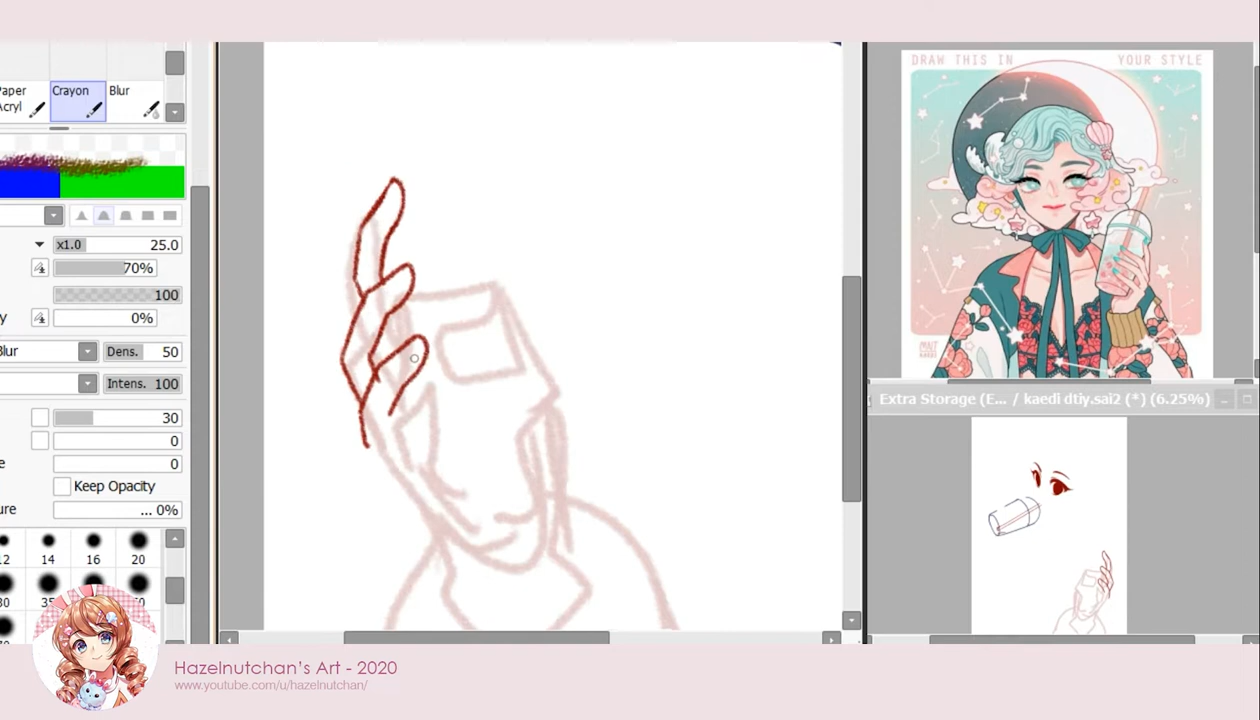 Paper
Acryl
Crayon
Blur
x1.0 25.0
70%
100
y 0%
Blur Dens. 50
Intens. 100
30
0
e 0
Keep Opacity
ure ... 0%
12 14 16 20
30 35
DRAW THIS IN YOUR STYLE
Extra Storage (E... / kaedi dtiy.sai2 (*) (6.25%)
Hazelnutchan's Art - 2020
www.youtube.com/u/hazelnutchan/